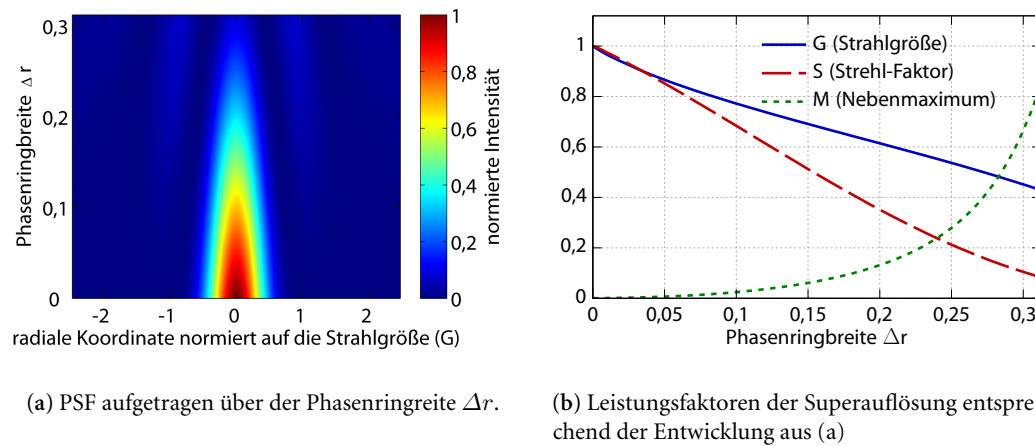 0,3
0,2
0,1
0
Phasenringbreite Δ r
-2 -1 0 1 2
radiale Koordinate normiert auf die Strahlgröße (G)
1
0,8
0,6
0,4
0,2
0
normierte Intensität
(a) PSF aufgetragen über der Phasenringreite Δr.
1
0,8
0,6
0,4
0,2
0
G (Strahlgröße)
S (Strehl-Faktor)
M (Nebenmaximum)
0 0,05 0,1 0,15 0,2 0,25 0,3
Phasenringbreite Δr
(b) Leistungsfaktoren der Superauflösung entspre
chend der Entwicklung aus (a)